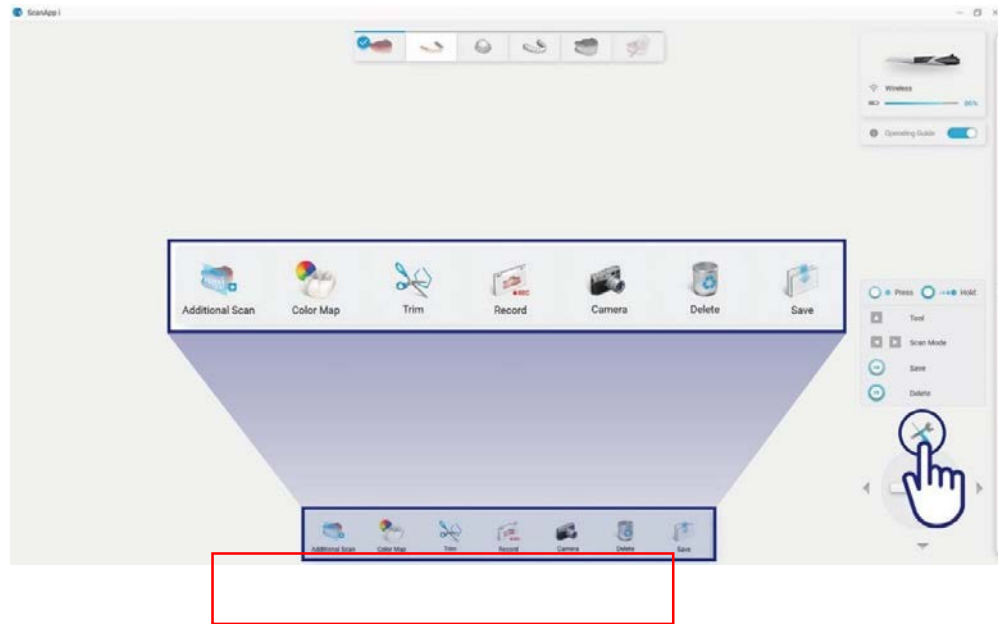 ScanApp i
Wireless
86%
Operating Guide
Additional Scan Color Map Trim Record Camera Delete Save
Press Hold
Tool
Scan Mode
Save
Delete
Additional Scan Color Map Trim Record Camera Delete Save